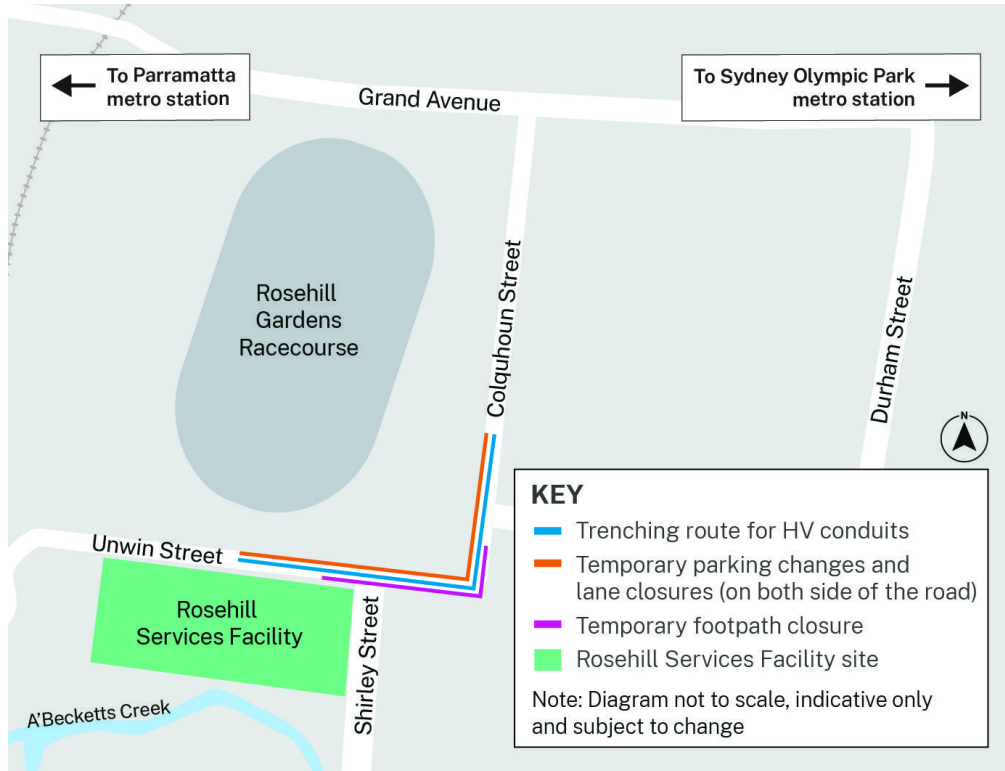 To Parramatta
metro station
To Sydney Olympic Park
metro station
Grand Avenue
Rosehill
Gardens
Racecourse
Colquhoun Street
Durham Street
N
Unwin Street
Rosehill
Services Facility
Shirley Street
A'Becketts Creek
KEY
Trenching route for HV conduits
Temporary parking changes and
lane closures (on both side of the road)
Temporary footpath closure
Rosehill Services Facility site
Note: Diagram not to scale, indicative only
and subject to change